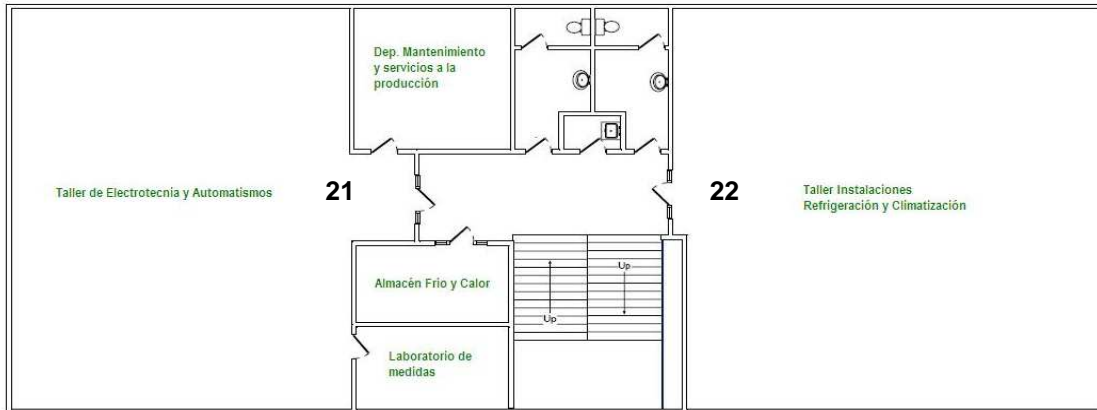 Dep. Mantenimiento
y servicios a la
producción
Taller de Electrotecnia y Automatismos
21
22
Taller Instalaciones
Refrigeración y Climatización
Almacén Frio y Calor
Up
Up
Laboratorio de
medidas